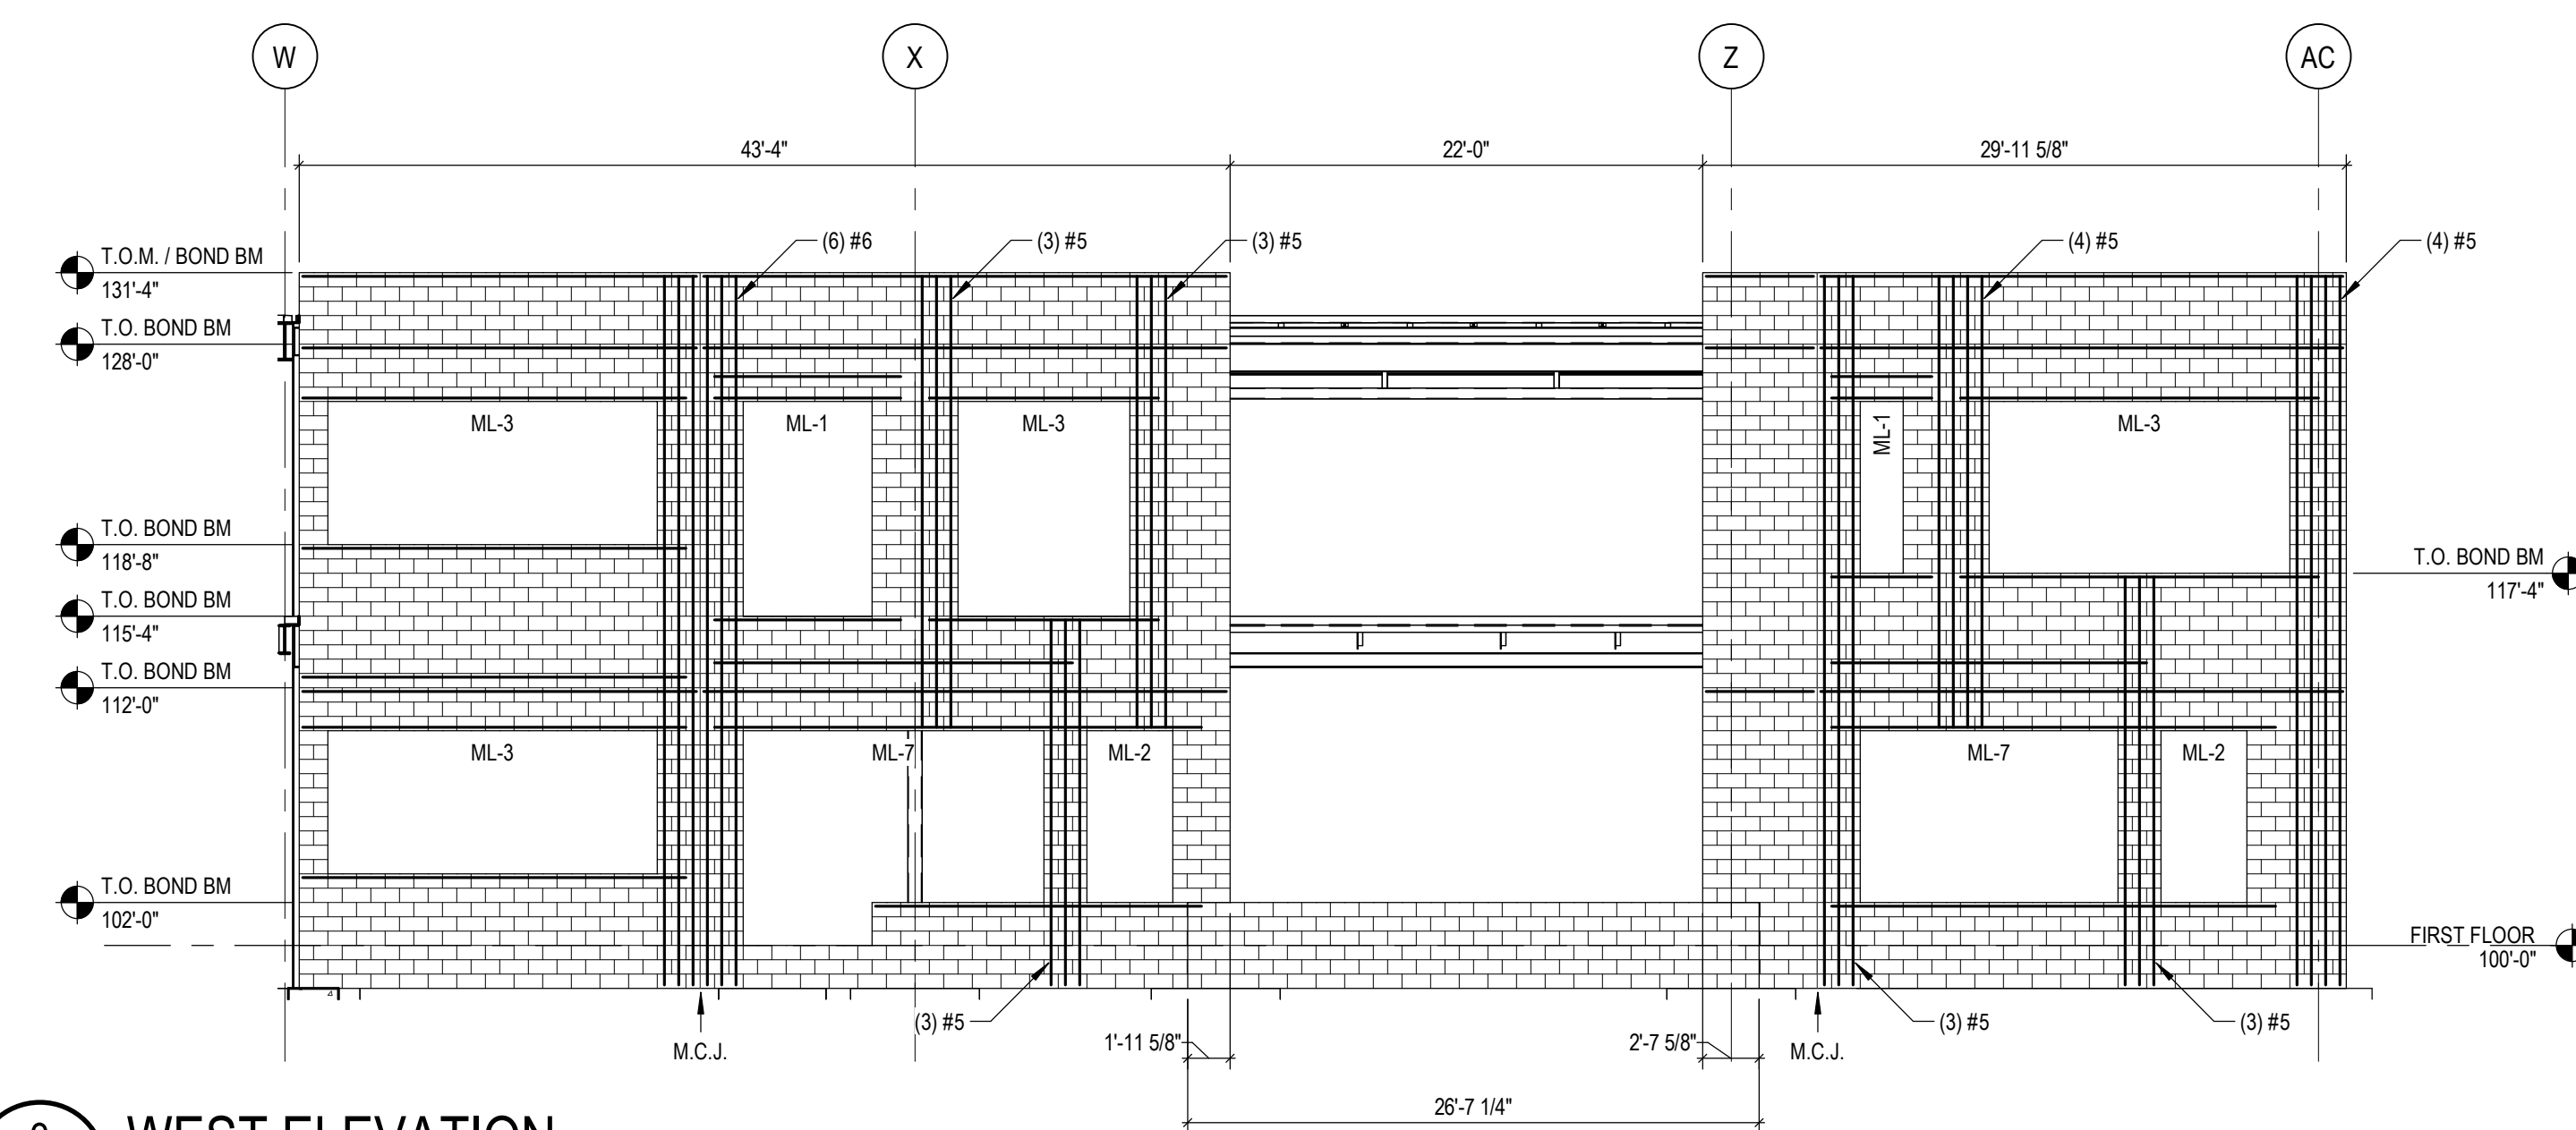 W X Z AC
43'-4" 22'-0" 29'-11 5/8"
(6) #6 (3) #5 (3) #5 (4) #5 (4) #5
T.O.M. / BOND BM
131'-4"
T.O. BOND BM
128'-0"
ML-3 ML-1 ML-3 ML-1 ML-3
T.O. BOND BM
118'-8"
T.O. BOND BM
117'-4"
T.O. BOND BM
115'-4"
T.O. BOND BM
112'-0"
ML-3 ML-7 ML-2 ML-7 ML-2
T.O. BOND BM
102'-0"
FIRST FLOOR
100'-0"
(3) #5 (3) #5 (3) #5
M.C.J. 1'-11 5/8" 2'-7 5/8" M.C.J.
26'-7 1/4"
WEST ELEVATION